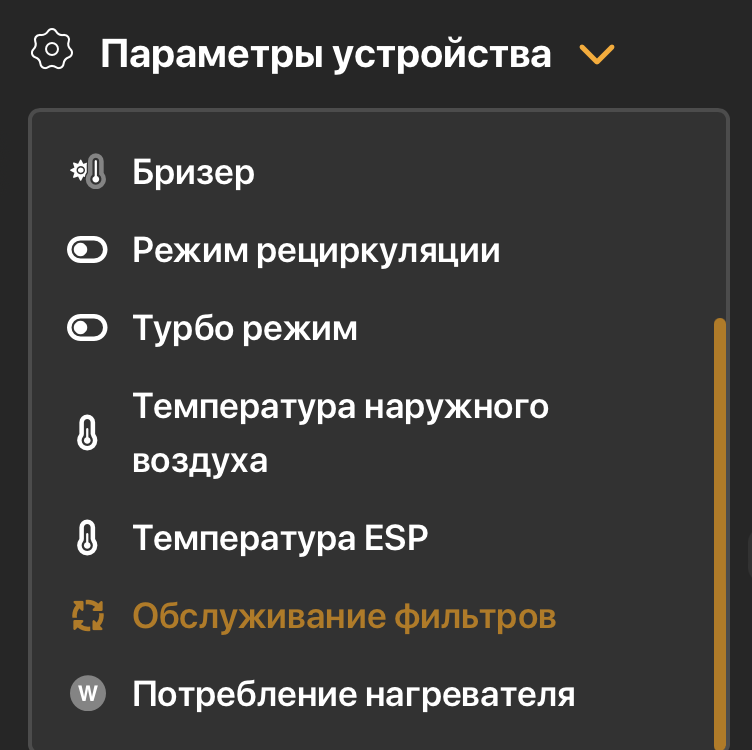 Параметры устройства
Бризер
Режим рециркуляции
Турбо режим
Температура наружного
воздуха
Температура ESP
Обслуживание фильтров
W Потребление нагревателя